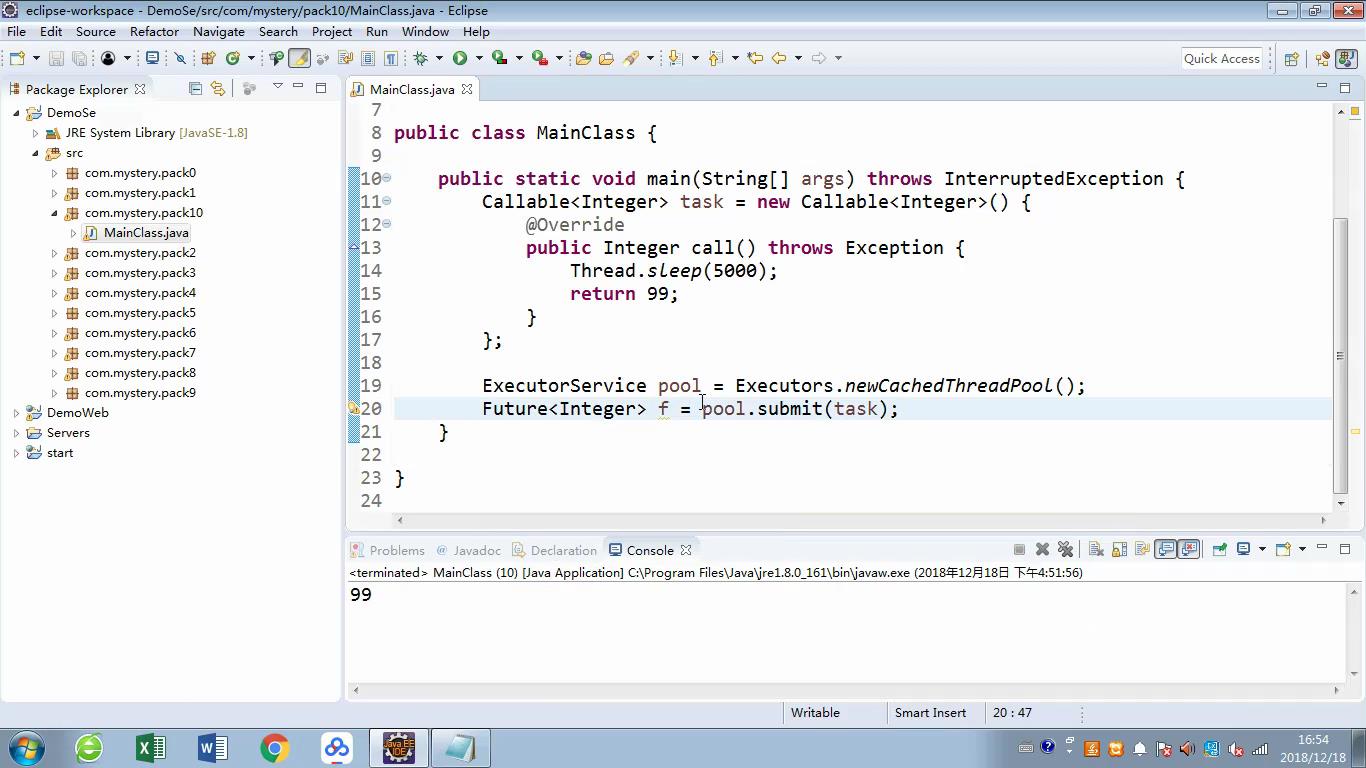 eclipse-workspace - DemoSe/src/com/mystery/pack10/MainClass.java - Eclipse
File Edit Source Refactor Navigate Search Project Run Window Help
Quick Access
Package Explorer
DemoSe
JRE System Library [JavaSE-1.8]
src
com.mystery.pack0
com.mystery.pack1
com.mystery.pack10
MainClass.java
com.mystery.pack2
com.mystery.pack3
com.mystery.pack4
com.mystery.pack5
com.mystery.pack6
com.mystery.pack7
com.mystery.pack8
com.mystery.pack9
DemoWeb
Servers
start
MainClass.java
7
8 public class MainClass {
9
10 public static void main(String[] args) throws InterruptedException {
11 Callable<Integer> task = new Callable<Integer>() {
12 @Override
13 public Integer call() throws Exception {
14 Thread.sleep(5000);
15 return 99;
16 }
17 };
18
19 ExecutorService pool = Executors.newCachedThreadPool();
20 Future<Integer> f = pool.submit(task);
21 }
22
23 }
24
Problems Javadoc Declaration Console
<terminated> MainClass (10) [Java Application] C:\Program Files\Java\jre1.8.0_161\bin\javaw.exe (2018年12月18日 下午4:51:56)
99
Writable Smart Insert 20 : 47
Java EE IDE
16:54
2018/12/18